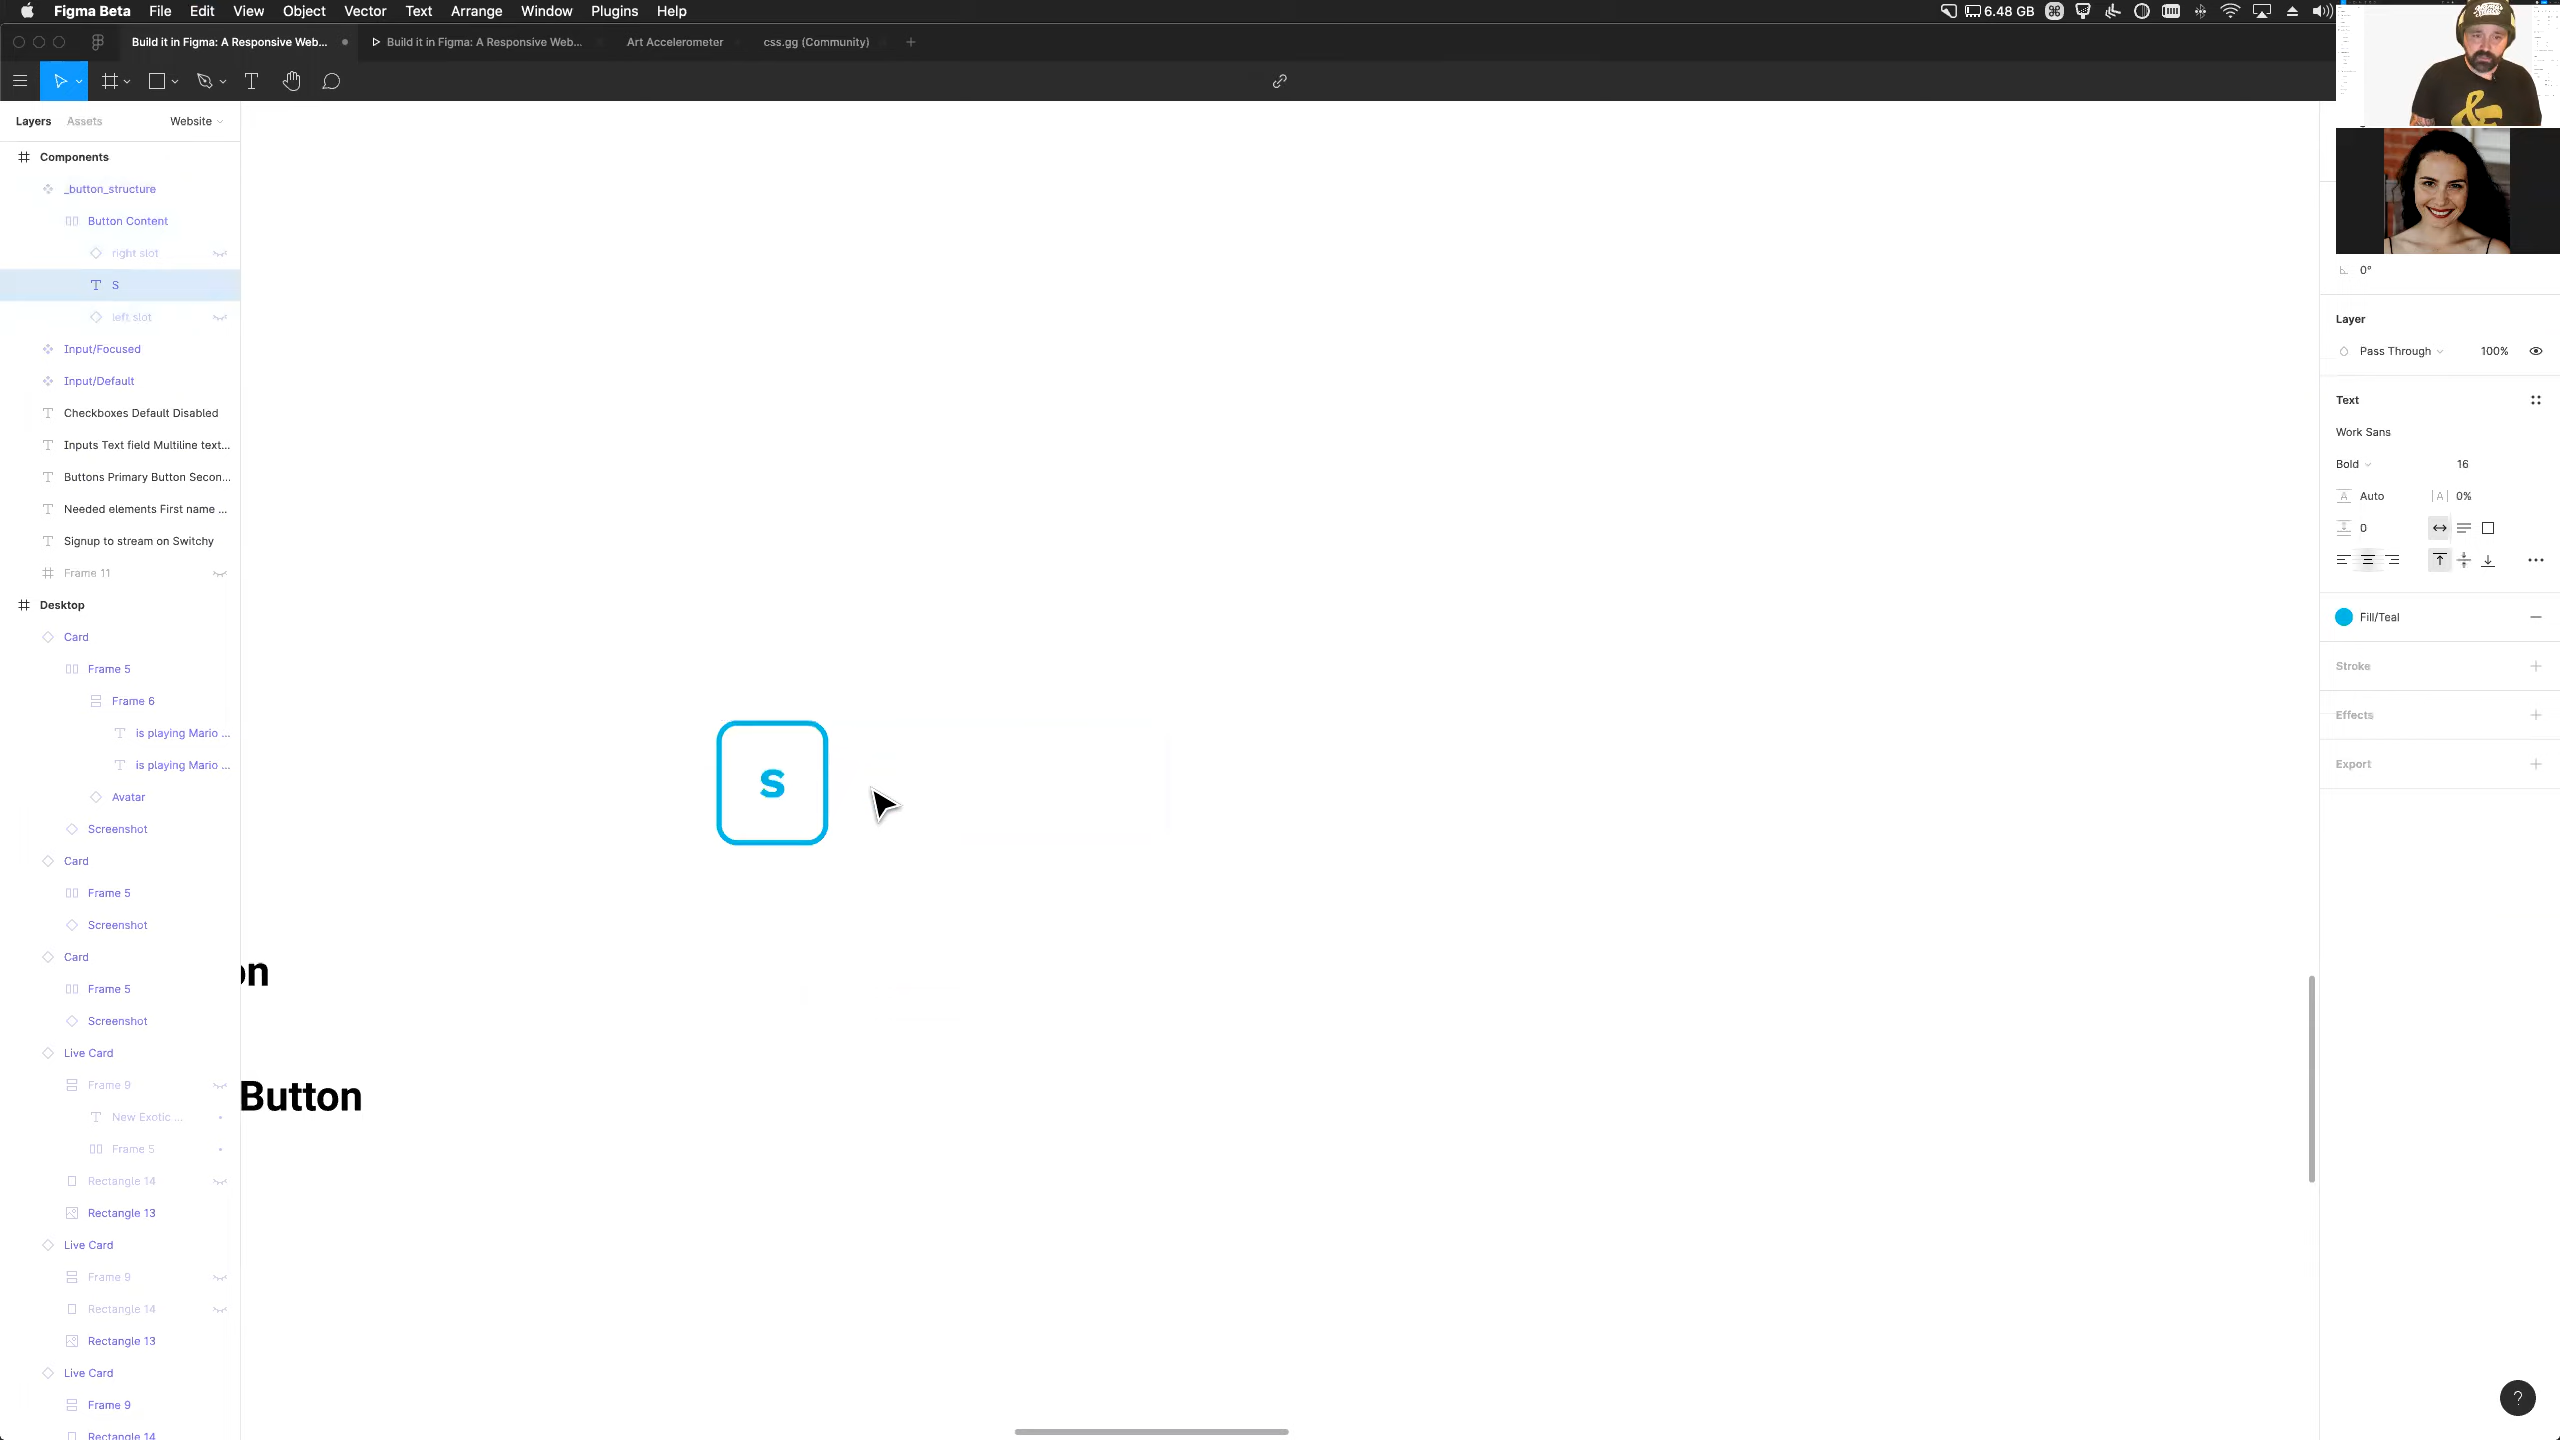 Figma Beta File Edit View Object Vector Text Arrange Window Plugins Help 6.48 GB
Build it in Figma: A Responsive Web... Build it in Figma: A Responsive Web... Art Accelerometer css.gg (Community)
Layers Assets Website
Components
_button_structure
Button Content
right slot
S
left slot
Input/Focused
Input/Default
Checkboxes Default Disabled
Inputs Text field Multiline text...
Buttons Primary Button Secon...
Needed elements First name ...
Signup to stream on Switchy
Frame 11
Desktop
Card
Frame 5
Frame 6
is playing Mario ...
is playing Mario ...
Avatar
Screenshot
Card
Frame 5
Screenshot
Card
Frame 5
Screenshot
Live Card
Frame 9
New Exotic ...
Frame 5
Rectangle 14
Rectangle 13
Live Card
Frame 9
Rectangle 14
Rectangle 13
Live Card
Frame 9
Rectangle 14
S
on
Button
0°
Layer
Pass Through 100%
Text
Work Sans
Bold 16
Auto 0%
0
Fill/Teal
Stroke
Effects
Export
?